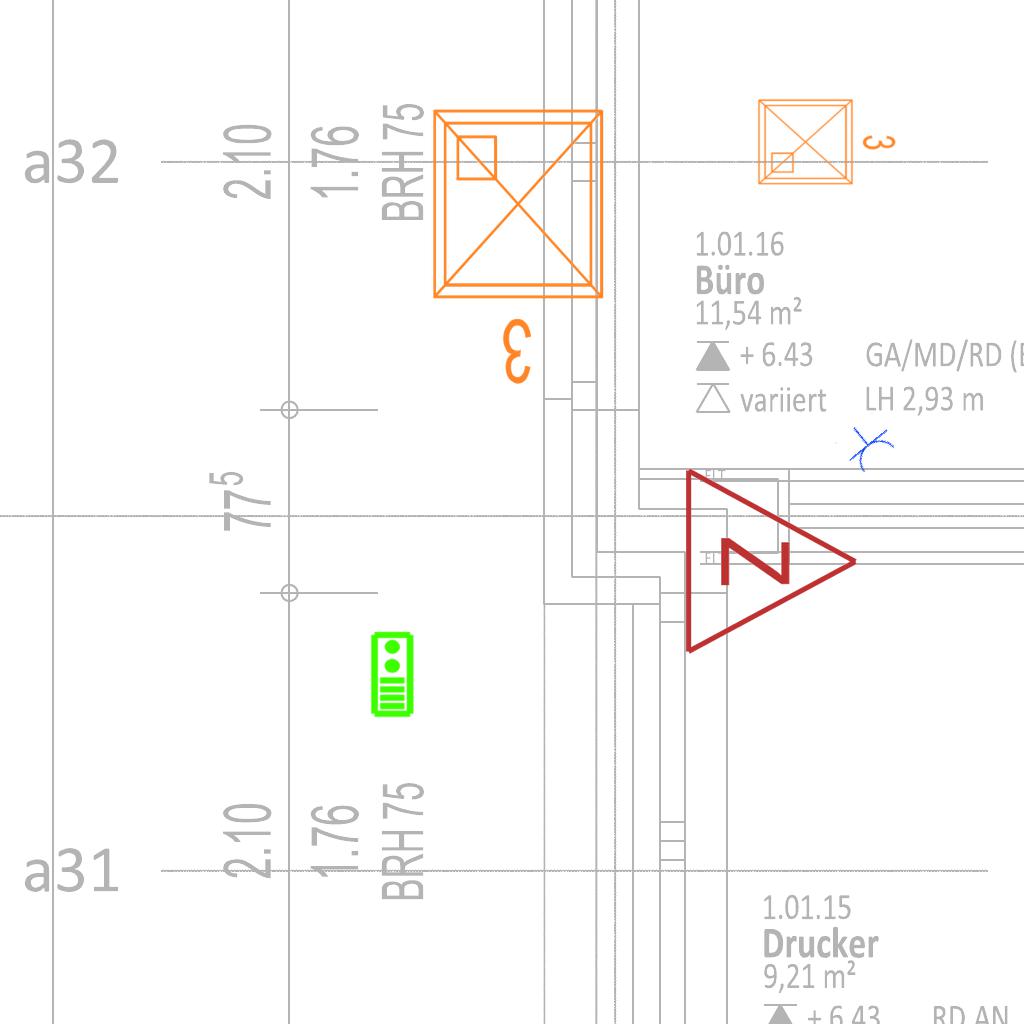 a32
2.10
1.76
BRH 75
3
3
1.01.16
Büro
11,54 m²
+ 6.43
GA/MD/RD
variiert
LH 2,93 m
77⁵
N
2.10
1.76
BRH 75
a31
1.01.15
Drucker
9,21 m²
+ 6.43
RD AN